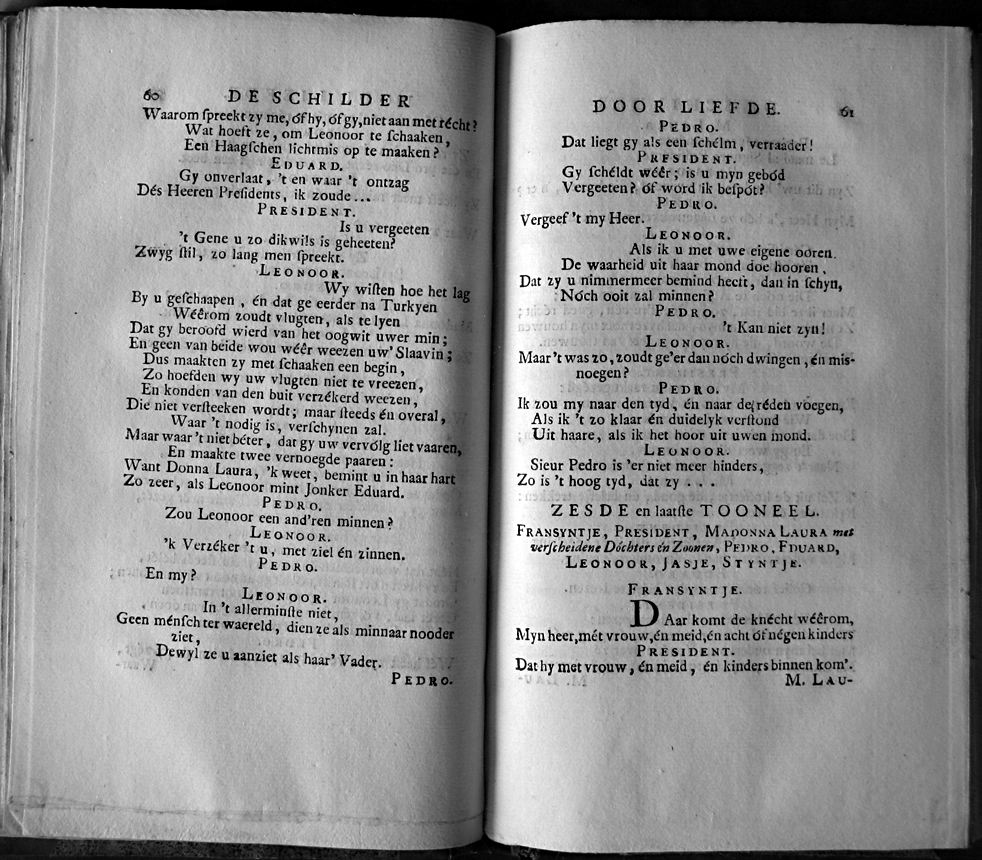 60 DE SCHILDER
Waarom ſpreekt zy me, óf hy, óf gy, niet aan met récht?
Wat hoeft ze, om Leonoor te ſchaaken,
Een Haagſchen lichtmis op te maaken?
EDUARD.
Gy onverlaat, 't en waar 't ontzag
Dés Heeren Preſidents, ik zoude...
PRESIDENT.
Is u vergeeten
't Gene u zo dikwils is geheeten?
Zwyg ſtil, zo lang men ſpreekt.
LEONOOR.
Wy wiſten hoe het lag
By u geſchaapen, én dat ge eerder na Turkyen
Wéêrom zoudt vlugten, als te lyen
Dat gy beroofd wierd van het oogwit uwer min;
En geen van beide wou wéêr weezen uw' Slaavin;
Dus maakten zy met ſchaaken een begin,
Zo hoefden wy uw vlugten niet te vreezen,
En konden van den buit verzékerd weezen,
Die niet verſteeken wordt; maar ſteeds én overal,
Waar 't nodig is, verſchynen zal.
Maar waar 't niet béter, dat gy uw vervólg liet vaaren,
En maakte twee vernoegde paaren:
Want Donna Laura, 'k weet, bemint u in haar hart
Zo zeer, als Leonoor mint Jonker Eduard.
PEDRO.
Zou Leonoor een and'ren minnen?
LEONOOR.
'k Verzéker 't u, met ziel én zinnen.
PEDRO.
En my?
LEONOOR.
In 't allerminſte niet,
Geen ménſch ter waereld, dien ze als minnaar nooder
ziet,
Dewyl ze u aanziet als haar' Vader.
PEDRO.
DOOR LIEFDE. 61
PEDRO.
Dat liegt gy als een ſchélm, verraader!
PRESIDENT.
Gy ſchéldt wéêr; is u myn gebód
Vergeeten? óf word ik beſpót?
PEDRO.
Vergeef 't my Heer.
LEONOOR.
Als ik u met uwe eigene ooren.
De waarheid uit haar mond doe hooren,
Dat zy u nimmermeer bemind heeft, dan in ſchyn,
Nóch ooit zal minnen?
PEDRO.
't Kan niet zyn!
LEONOOR.
Maar 't was zo, zoudt ge'er dan nóch dwingen, én mis-
noegen?
PEDRO.
Ik zou my naar den tyd, én naar de réden voegen,
Als ik 't zo klaar én duidelyk verſtond
Uit haare, als ik het hoor uit uwen mond.
LEONOOR.
Sieur Pedro is 'er niet meer hinders,
Zo is 't hoog tyd, dat zy . . .
ZESDE en laatſte TOONEEL.
FRANSYNTJE, PRESIDENT, MADONNA LAURA met
verſcheidene Dóchters én Zoonen, PEDRO, EDUARD,
LEONOOR, JASJE, STYNTJE.
FRANSYNTJE.
DAar komt de knécht wéêrom,
Myn heer, mét vrouw, én meid, én acht óf négen kinders
PRESIDENT.
Dat hy met vrouw, én meid, én kinders binnen kom'.
M. LAU-